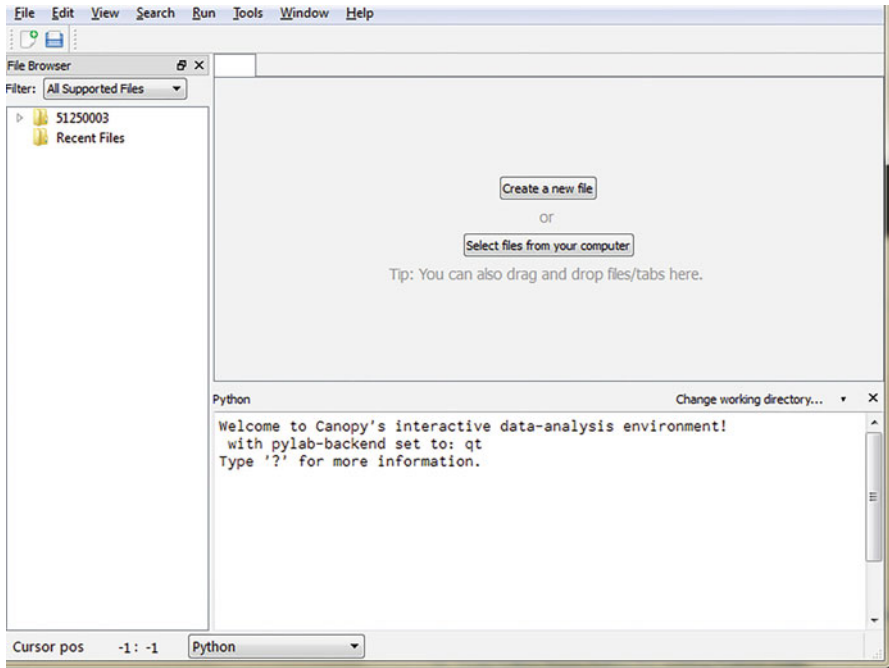 File Edit View Search Run Tools Window Help
File Browser
Filter: All Supported Files
51250003
Recent Files
Create a new file
or
Select files from your computer
Tip: You can also drag and drop files/tabs here.
Python Change working directory...
Welcome to Canopy's interactive data-analysis environment!
with pylab-backend set to: qt
Type '?' for more information.
Cursor pos -1: -1 Python